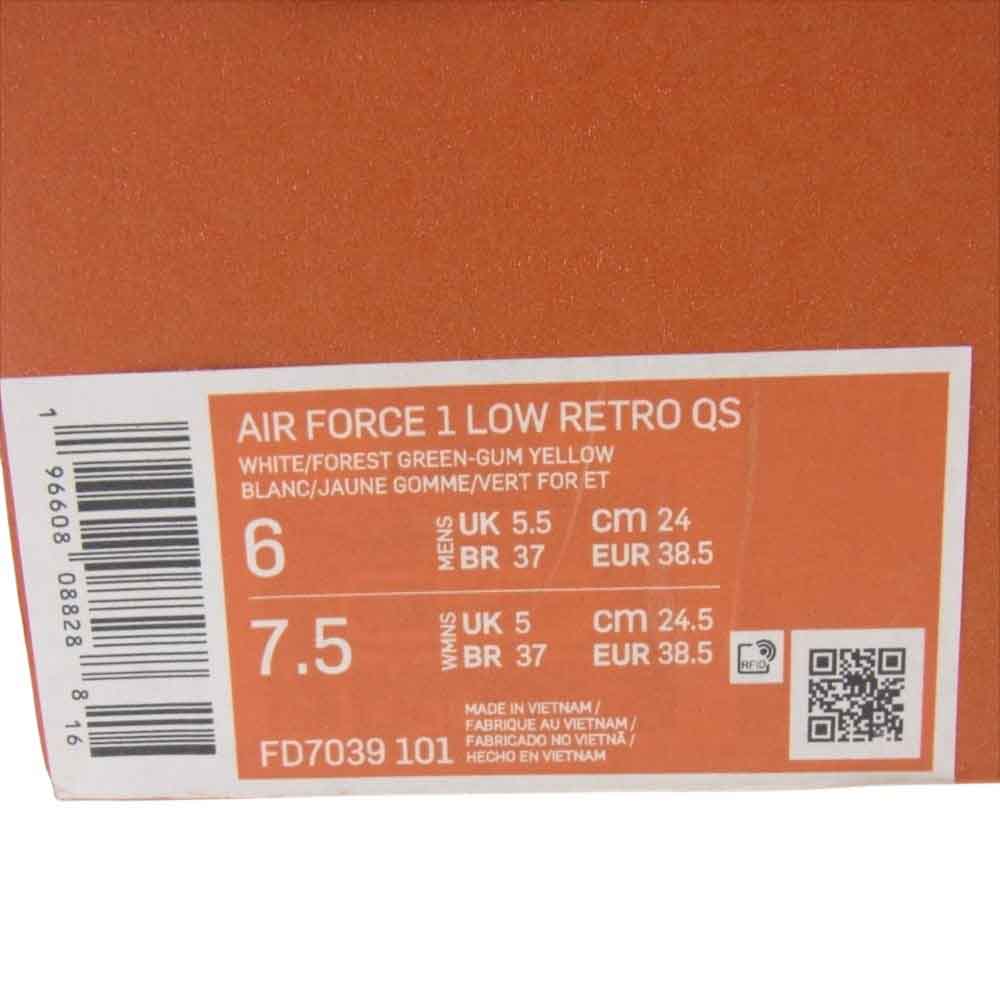 AIR FORCE 1 LOW RETRO QS
WHITE/FOREST GREEN-GUM YELLOW
BLANC/JAUNE GOMME/VERT FORET
6
MENS
UK 5.5 cm 24
BR 37 EUR 38.5
7.5
WMNS
UK 5 cm 24.5
BR 37 EUR 38.5
RFID
FD7039 101
MADE IN VIETNAM /
FABRIQUE AU VIETNAM /
FABRICADO NO VIETNÃ /
HECHO EN VIETNAM
1 96608 08828 8 16